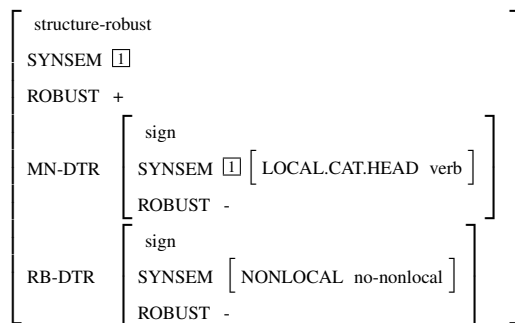 structure-robust
SYNSEM 1
ROBUST +
sign
MN-DTR SYNSEM 1 [ LOCAL.CAT.HEAD verb ]
ROBUST -
sign
RB-DTR SYNSEM [ NONLOCAL no-nonlocal ]
ROBUST -